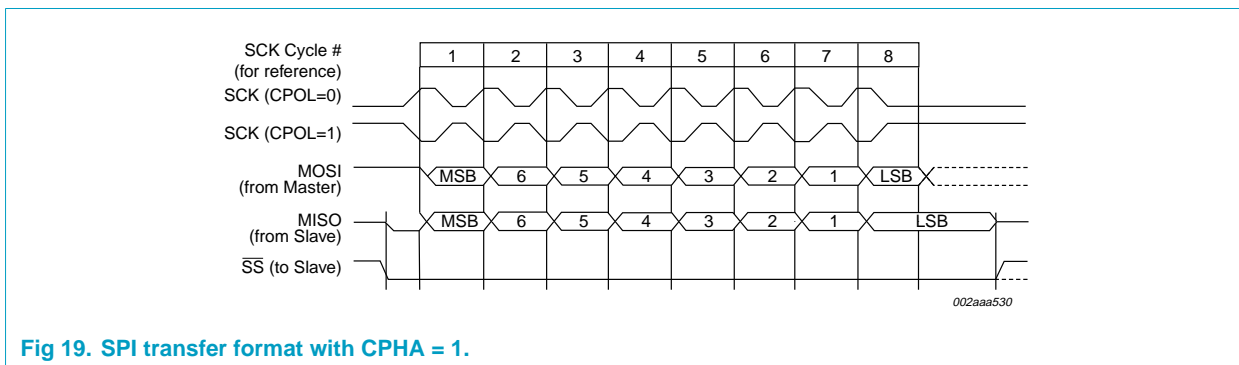 SCK Cycle #
(for reference)
1 2 3 4 5 6 7 8
SCK (CPOL=0)
SCK (CPOL=1)
MOSI
(from Master)
MSB 6 5 4 3 2 1 LSB
MISO
(from Slave)
MSB 6 5 4 3 2 1 LSB
SS (to Slave)
002aaa530
Fig 19. SPI transfer format with CPHA = 1.